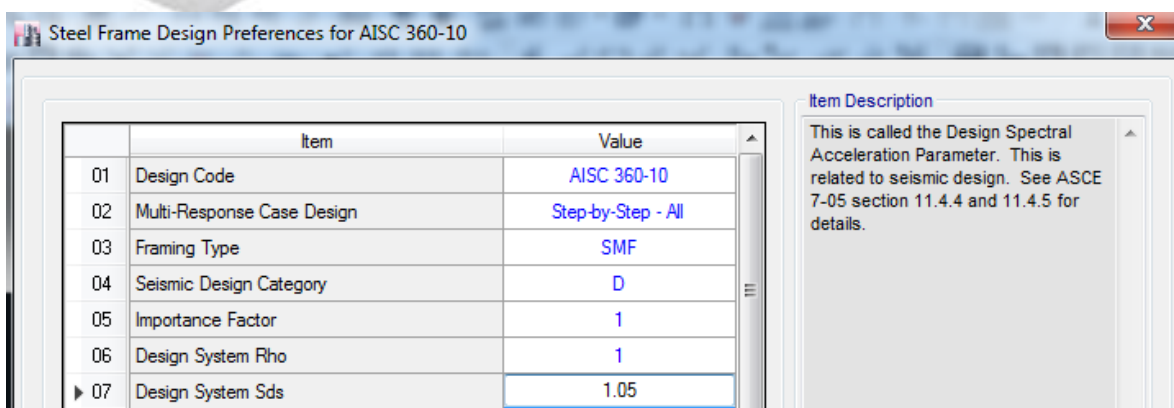 Steel Frame Design Preferences for AISC 360-10
Item Value
01 Design Code AISC 360-10
02 Multi-Response Case Design Step-by-Step - All
03 Framing Type SMF
04 Seismic Design Category D
05 Importance Factor 1
06 Design System Rho 1
07 Design System Sds 1.05
Item Description
This is called the Design Spectral
Acceleration Parameter. This is
related to seismic design. See ASCE
7-05 section 11.4.4 and 11.4.5 for
details.